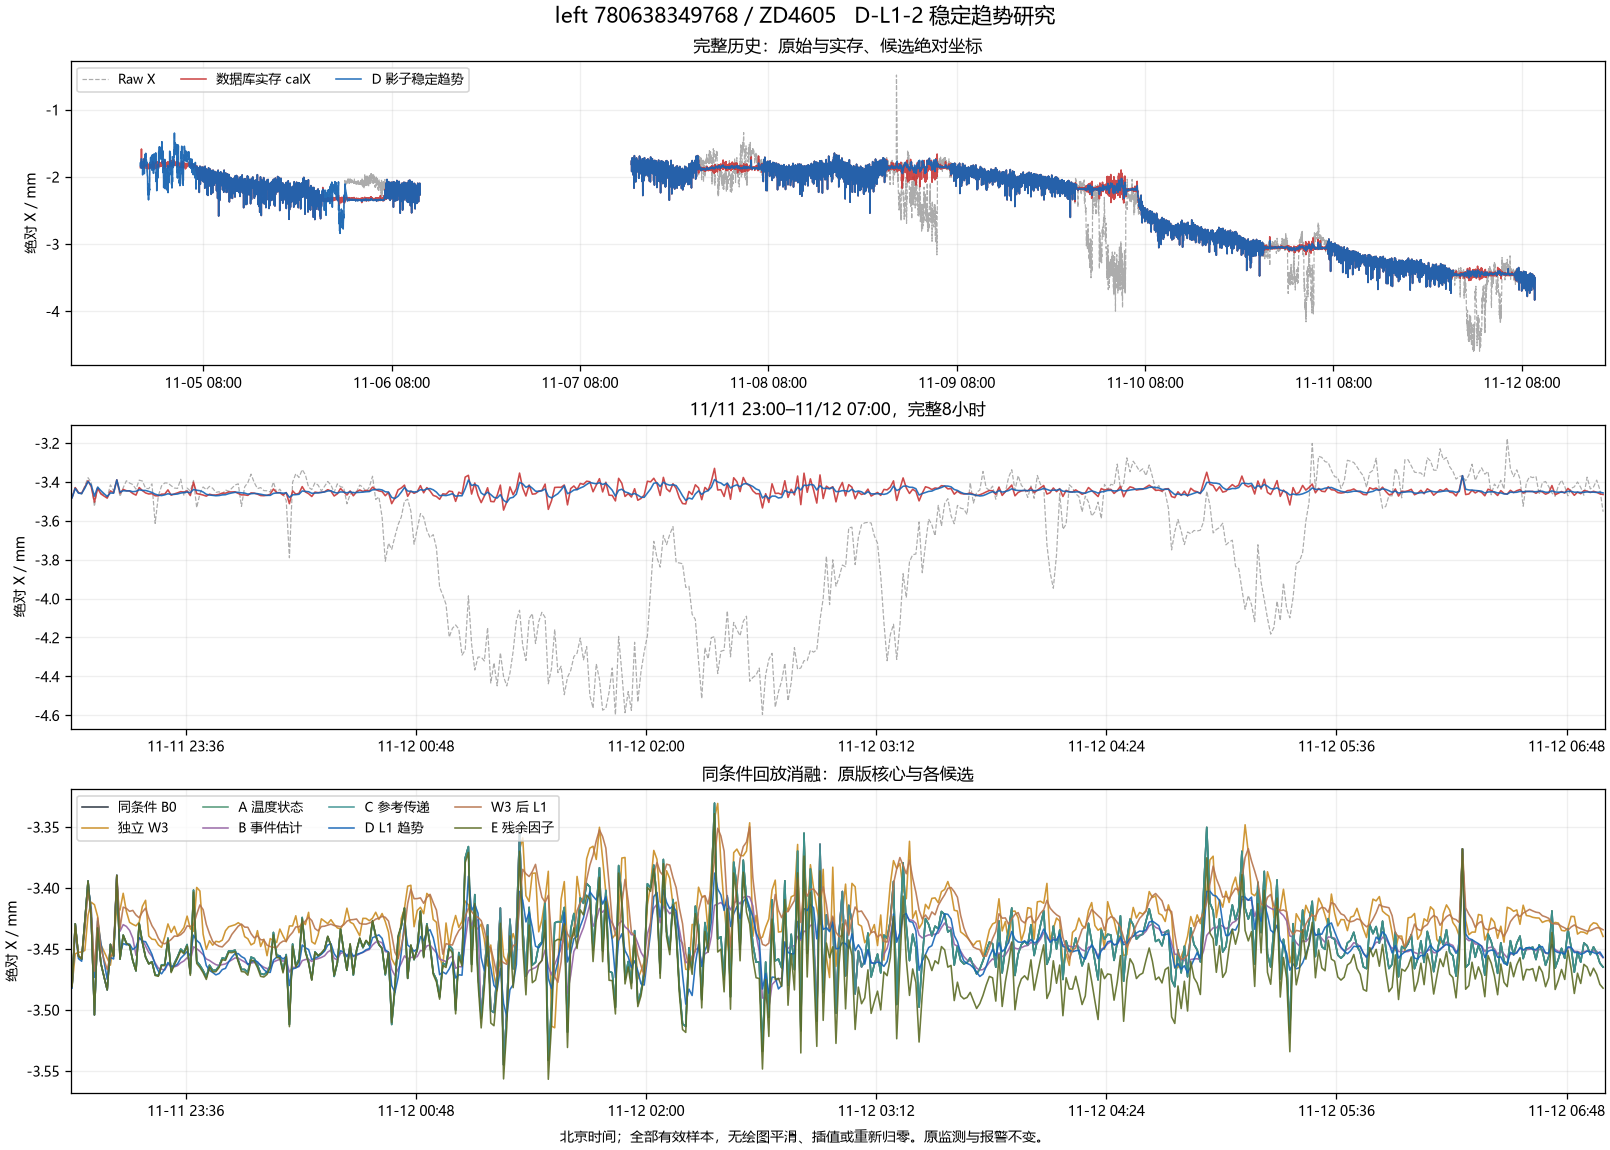 left 780638349768 / ZD4605   D-L1-2 稳定趋势研究
完整历史：原始与实存、候选绝对坐标
Raw X   数据库实存 calX   D 影子稳定趋势
绝对 X / mm
-1
-2
-3
-4
11-05 08:00   11-06 08:00   11-07 08:00   11-08 08:00   11-09 08:00   11-10 08:00   11-11 08:00   11-12 08:00
11/11 23:00–11/12 07:00，完整8小时
绝对 X / mm
-3.2
-3.4
-3.6
-3.8
-4.0
-4.2
-4.4
-4.6
11-11 23:36   11-12 00:48   11-12 02:00   11-12 03:12   11-12 04:24   11-12 05:36   11-12 06:48
同条件回放消融：原版核心与各候选
同条件 B0   A 温度状态   C 参考传递   W3 后 L1
独立 W3   B 事件估计   D L1 趋势   E 残余因子
绝对 X / mm
-3.35
-3.40
-3.45
-3.50
-3.55
11-11 23:36   11-12 00:48   11-12 02:00   11-12 03:12   11-12 04:24   11-12 05:36   11-12 06:48
北京时间；全部有效样本，无绘图平滑、插值或重新归零。原监测与报警不变。